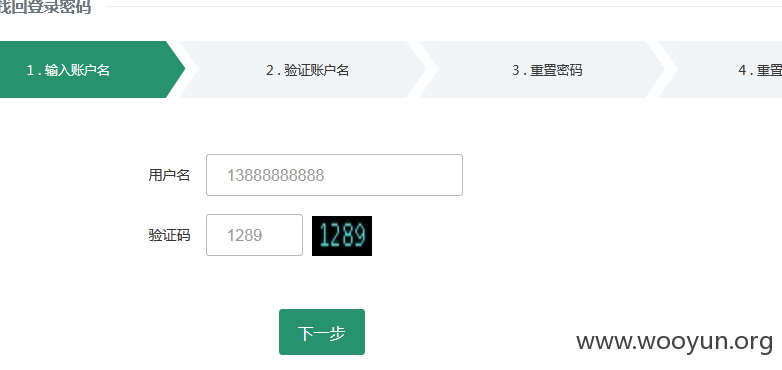 找回登录密码
1 . 输入账户名
2 . 验证账户名
3 . 重置密码
4 . 重置
用户名 13888888888
验证码 1289 1289
下一步
www.wooyun.org